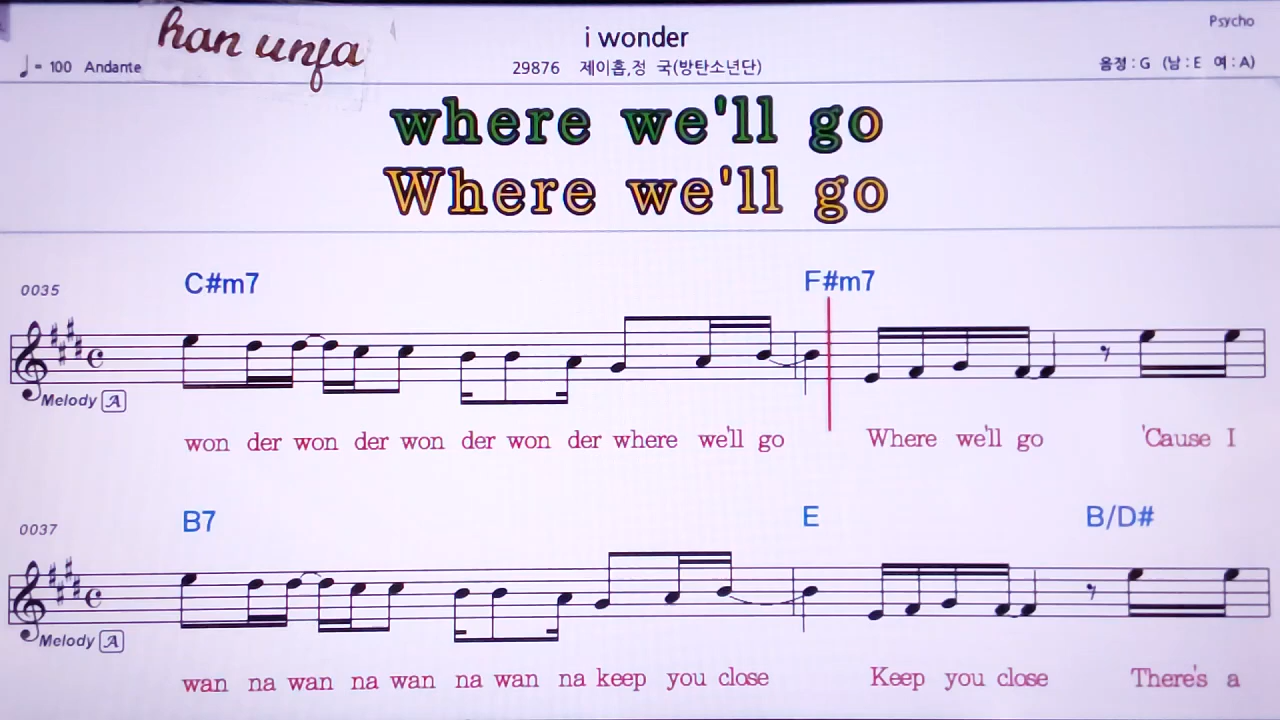 han unfa
i wonder
Psycho
♩= 100 Andante
29876 제이홉,정 국(방탄소년단)
음정 : G (남 : E 여 : A)
where we'll go
Where we'll go
C#m7 F#m7
0035
Melody A
won der won der won der won der where we'll go Where we'll go 'Cause I
B7 E B/D#
0037
Melody A
wan na wan na wan na wan na keep you close Keep you close There's a